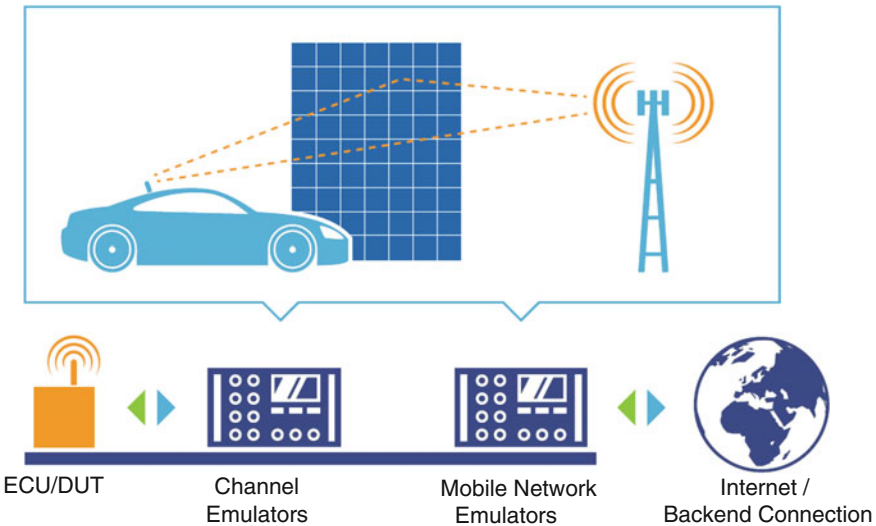 ECU/DUT
Channel
Emulators
Mobile Network
Emulators
Internet /
Backend Connection